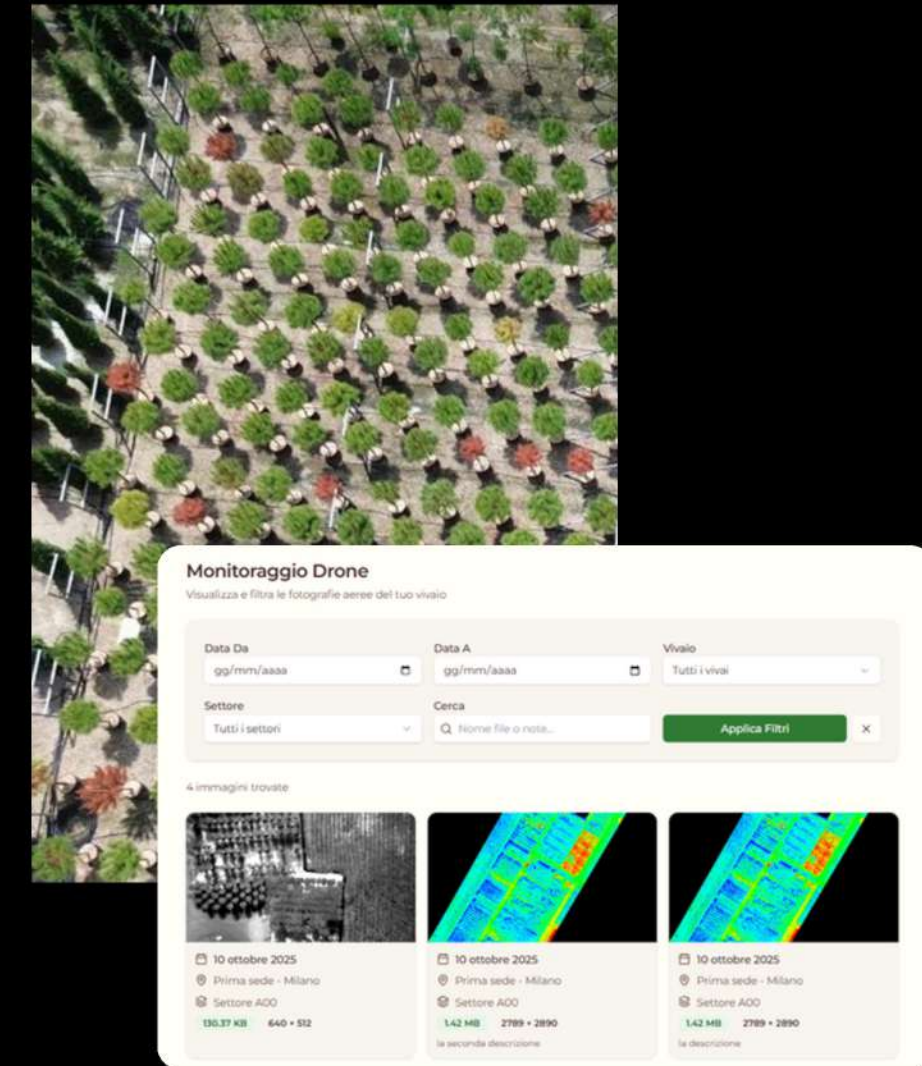 Monitoraggio Drone
Visualizza e filtra le fotografie aeree del tuo vivaio
Data Da
Data A
Vivaio
gg/mm/aaaa
gg/mm/aaaa
Tutti i vivai
Settore
Cerca
Tutti i settori
Nome file o note...
Applica Filtri
4 immagini trovate
10 ottobre 2025
Prima sede - Milano
Settore A00
130.37 KB 640 × 512
10 ottobre 2025
Prima sede - Milano
Settore A00
1.42 MB 2789 × 2890
la seconda descrizione
10 ottobre 2025
Prima sede - Milano
Settore A00
1.42 MB 2789 × 2890
la descrizione